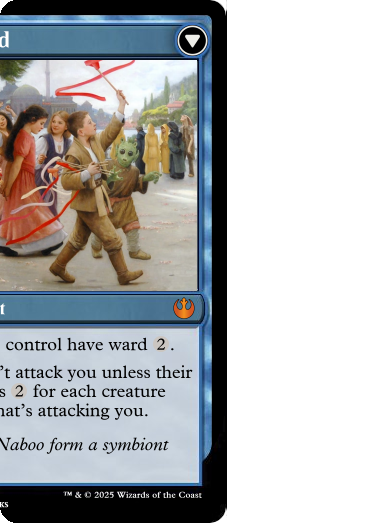 d
t
control have ward 2.
't attack you unless their
s 2 for each creature
hat's attacking you.
Naboo form a symbiont
™ & © 2025 Wizards of the Coast
KS